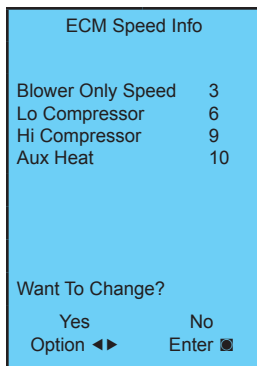 ECM Speed Info
Blower Only Speed 3
Lo Compressor 6
Hi Compressor 9
Aux Heat 10
Want To Change?
Yes No
Option ◄► Enter ◙